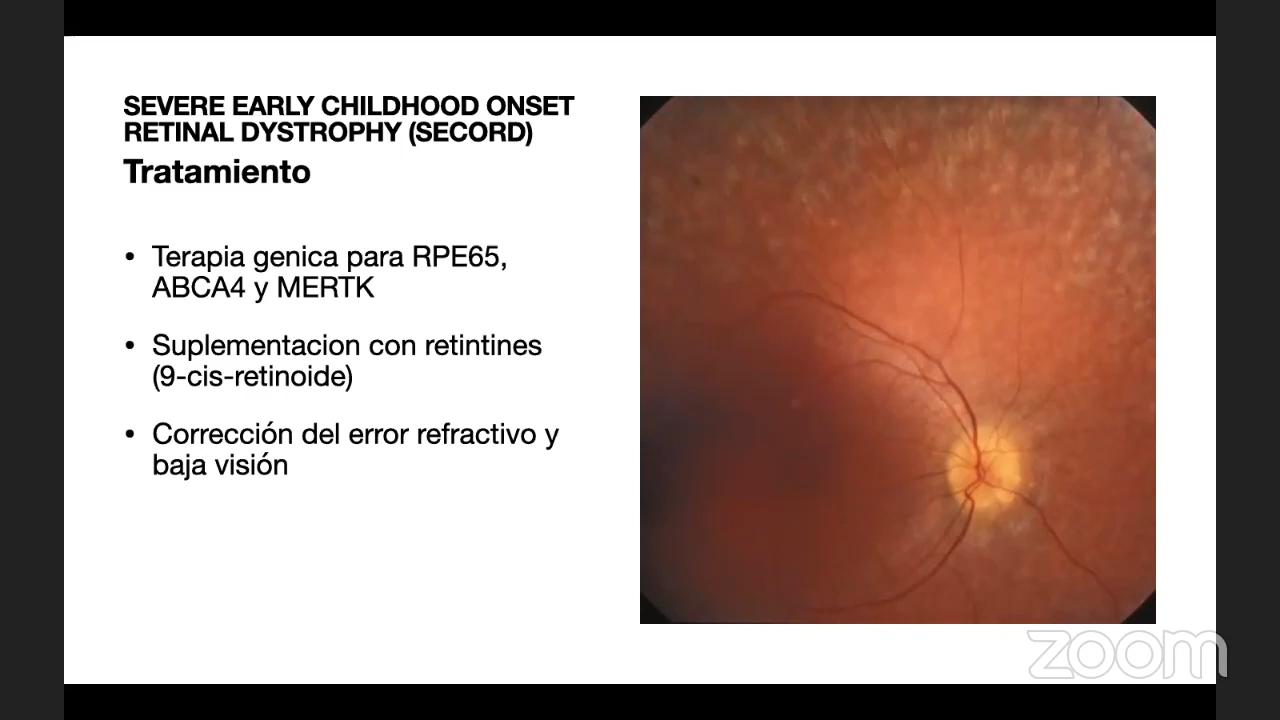 SEVERE EARLY CHILDHOOD ONSET
RETINAL DYSTROPHY (SECORD)
Tratamiento
• Terapia genica para RPE65,
ABCA4 y MERTK
• Suplementacion con retintines
(9-cis-retinoide)
• Corrección del error refractivo y
baja visión
zoom